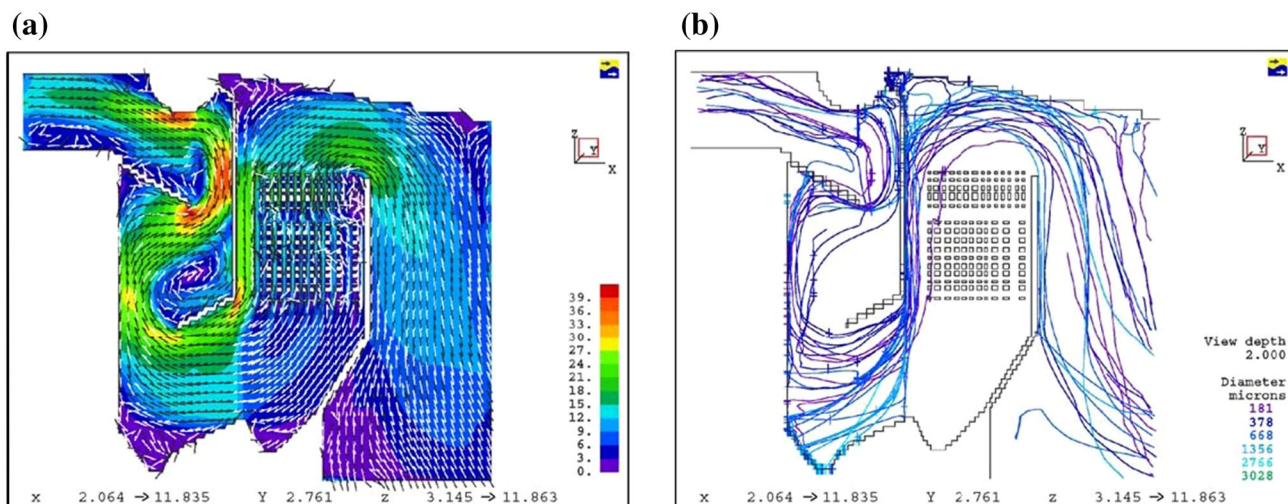 (a)
(b)
Z
Y
X
39.
36.
33.
30.
27.
24.
21.
18.
15.
12.
9.
6.
3.
0.
x 2.064 → 11.835 Y 2.761 z 3.145 → 11.863
Z
Y
X
View depth
2.000
Diameter
microns
181
378
668
1356
2766
3028
x 2.064 → 11.835 Y 2.761 z 3.145 → 11.863